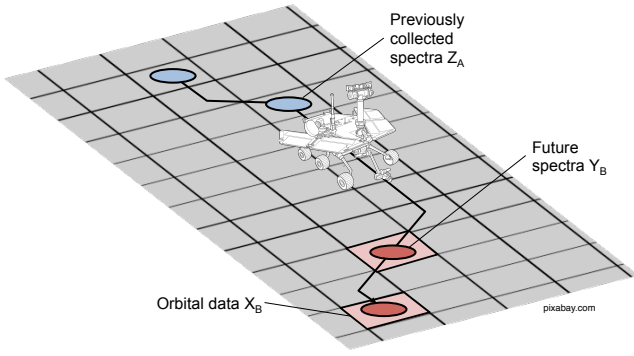 Previously
collected
spectra Z_A
Future
spectra Y_B
Orbital data X_B
pixabay.com